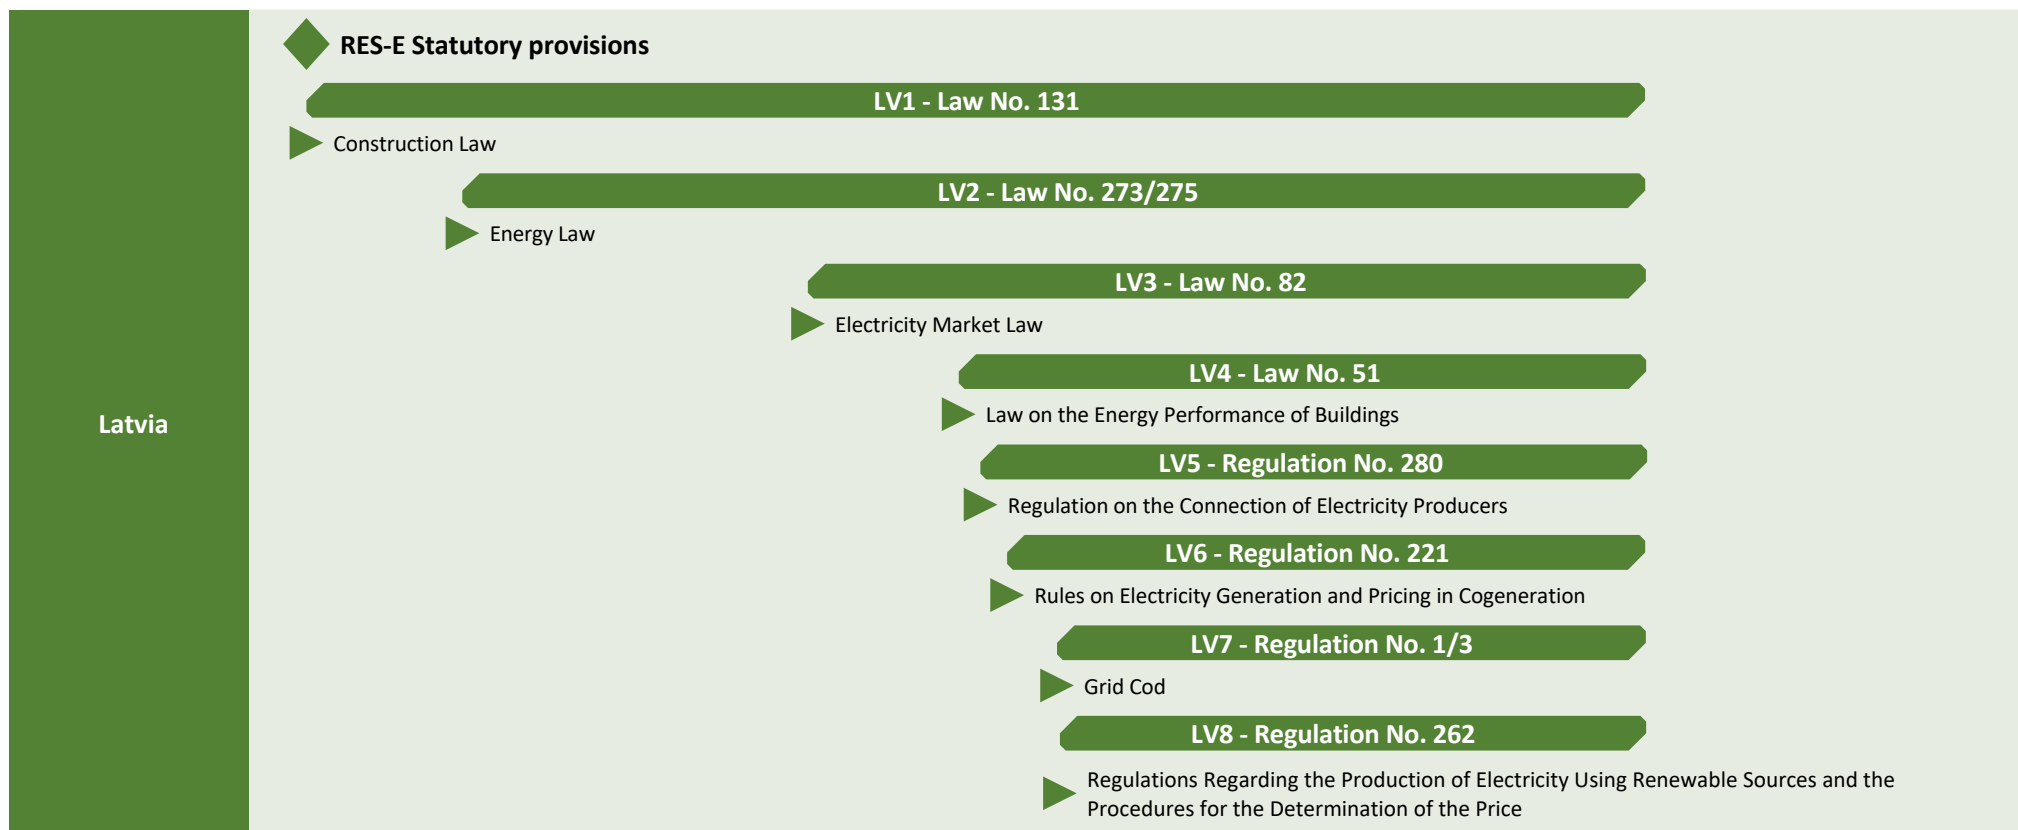 Latvia
RES-E Statutory provisions
LV1 - Law No. 131
Construction Law
LV2 - Law No. 273/275
Energy Law
LV3 - Law No. 82
Electricity Market Law
LV4 - Law No. 51
Law on the Energy Performance of Buildings
LV5 - Regulation No. 280
Regulation on the Connection of Electricity Producers
LV6 - Regulation No. 221
Rules on Electricity Generation and Pricing in Cogeneration
LV7 - Regulation No. 1/3
Grid Cod
LV8 - Regulation No. 262
Regulations Regarding the Production of Electricity Using Renewable Sources and the
Procedures for the Determination of the Price